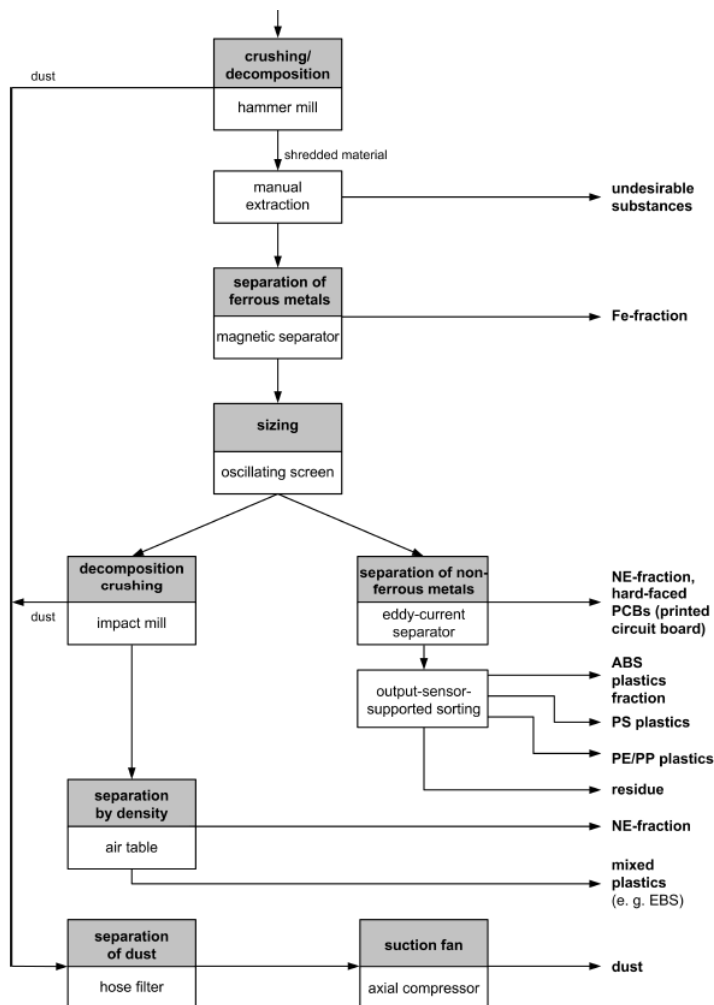 crushing/
decomposition
dust
hammer mill
shredded material
manual
extraction
undesirable
substances
separation of
ferrous metals
magnetic separator
Fe-fraction
sizing
oscillating screen
decomposition
crushing
dust
impact mill
separation of non-
ferrous metals
eddy-current
separator
NE-fraction,
hard-faced
PCBs (printed
circuit board)
output-sensor-
supported sorting
ABS
plastics
fraction
PS plastics
PE/PP plastics
residue
separation
by density
air table
NE-fraction
mixed
plastics
(e. g. EBS)
separation
of dust
hose filter
suction fan
axial compressor
dust